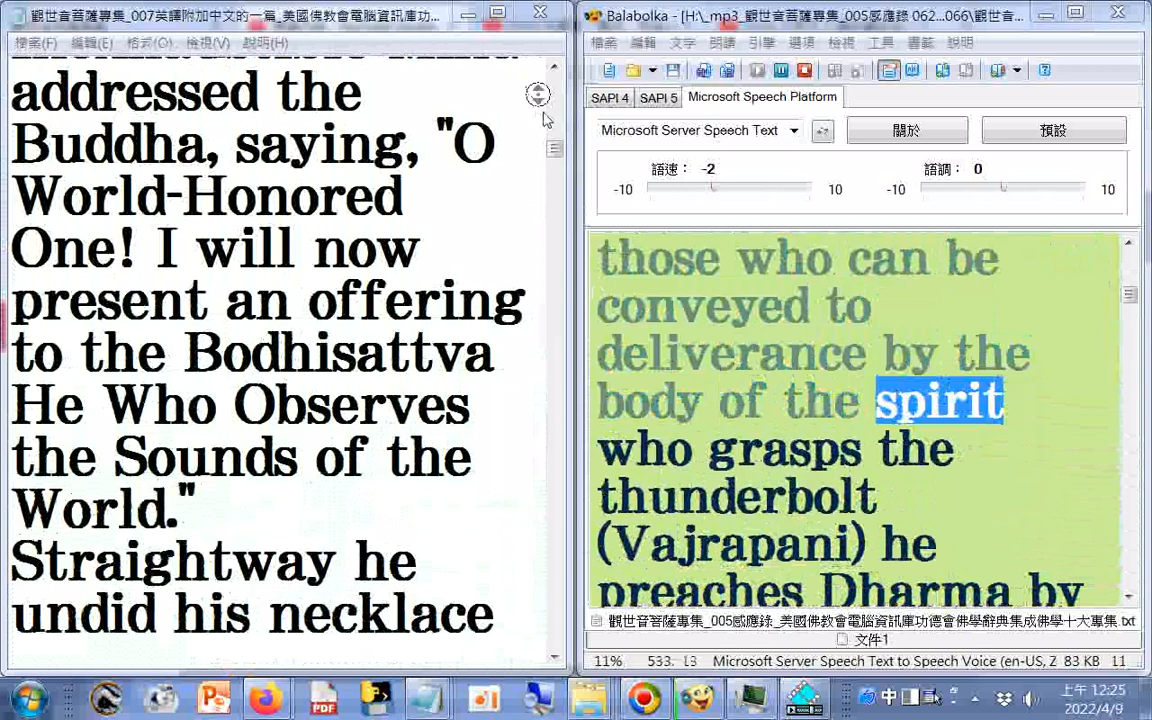 觀世音菩薩專集_007英譯附加中文的一篇_美國佛教會電腦資訊庫功...
檔案(F) 編輯(E) 格式(O) 檢視(V) 說明(H)
addressed the
Buddha, saying, "O
World-Honored
One! I will now
present an offering
to the Bodhisattva
He Who Observes
the Sounds of the
World."
Straightway he
undid his necklace
Balabolka - [H:\_mp3_觀世音菩薩專集_005感應錄 062...066\觀世音...
檔案 編輯 文字 朗讀 引擎 選項 檢視 工具 書籤 說明
SAPI 4 SAPI 5 Microsoft Speech Platform
Microsoft Server Speech Text 關於 預設
語速： -2 語調： 0
-10 10 -10 10
those who can be
conveyed to
deliverance by the
body of the spirit
who grasps the
thunderbolt
(Vajrapani) he
preaches Dharma by
觀世音菩薩專集_005感應錄_美國佛教會電腦資訊庫功德會佛學辭典集成佛學十大專集 txt
文件1
11% 533. 13 Microsoft Server Speech Text to Speech Voice (en-US, Z 83 KB 11
中 上午 12:25
2022/4/9